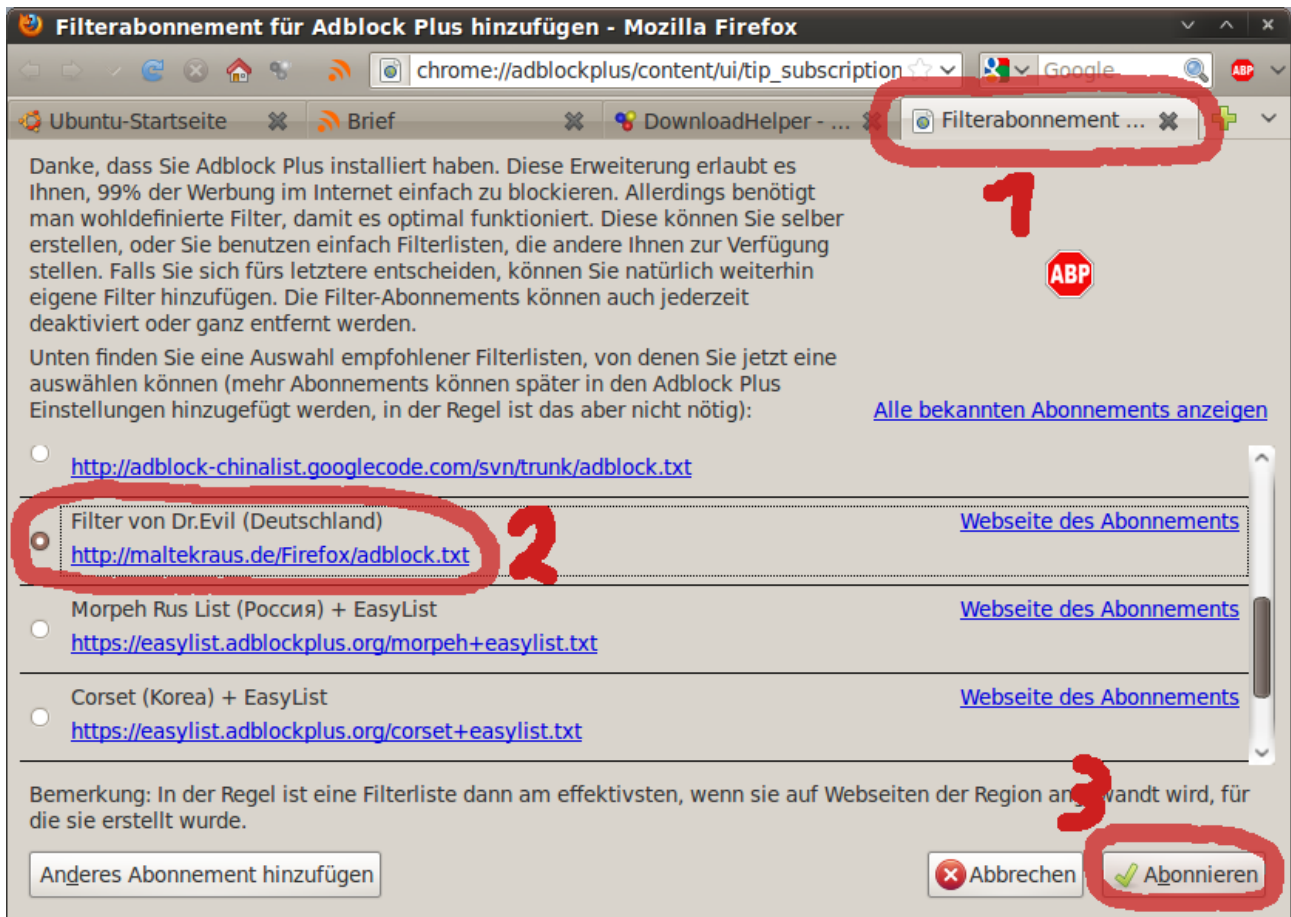 Filterabonnement für Adblock Plus hinzufügen - Mozilla Firefox
chrome://adblockplus/content/ui/tip_subscription
Google
ABP
Ubuntu-Startseite
Brief
DownloadHelper - ...
Filterabonnement ...
1
Danke, dass Sie Adblock Plus installiert haben. Diese Erweiterung erlaubt es
Ihnen, 99% der Werbung im Internet einfach zu blockieren. Allerdings benötigt
man wohldefinierte Filter, damit es optimal funktioniert. Diese können Sie selber
erstellen, oder Sie benutzen einfach Filterlisten, die andere Ihnen zur Verfügung
stellen. Falls Sie sich fürs letztere entscheiden, können Sie natürlich weiterhin
eigene Filter hinzufügen. Die Filter-Abonnements können auch jederzeit
deaktiviert oder ganz entfernt werden.
ABP
Unten finden Sie eine Auswahl empfohlener Filterlisten, von denen Sie jetzt eine
auswählen können (mehr Abonnements können später in den Adblock Plus
Einstellungen hinzugefügt werden, in der Regel ist das aber nicht nötig):
Alle bekannten Abonnements anzeigen
http://adblock-chinalist.googlecode.com/svn/trunk/adblock.txt
Filter von Dr.Evil (Deutschland)
Webseite des Abonnements
http://maltekraus.de/Firefox/adblock.txt
2
Morpeh Rus List (Россия) + EasyList
Webseite des Abonnements
https://easylist.adblockplus.org/morpeh+easylist.txt
Corset (Korea) + EasyList
Webseite des Abonnements
https://easylist.adblockplus.org/corset+easylist.txt
Bemerkung: In der Regel ist eine Filterliste dann am effektivsten, wenn sie auf Webseiten der Region angewandt wird, für
die sie erstellt wurde.
3
Anderes Abonnement hinzufügen
Abbrechen
Abonnieren